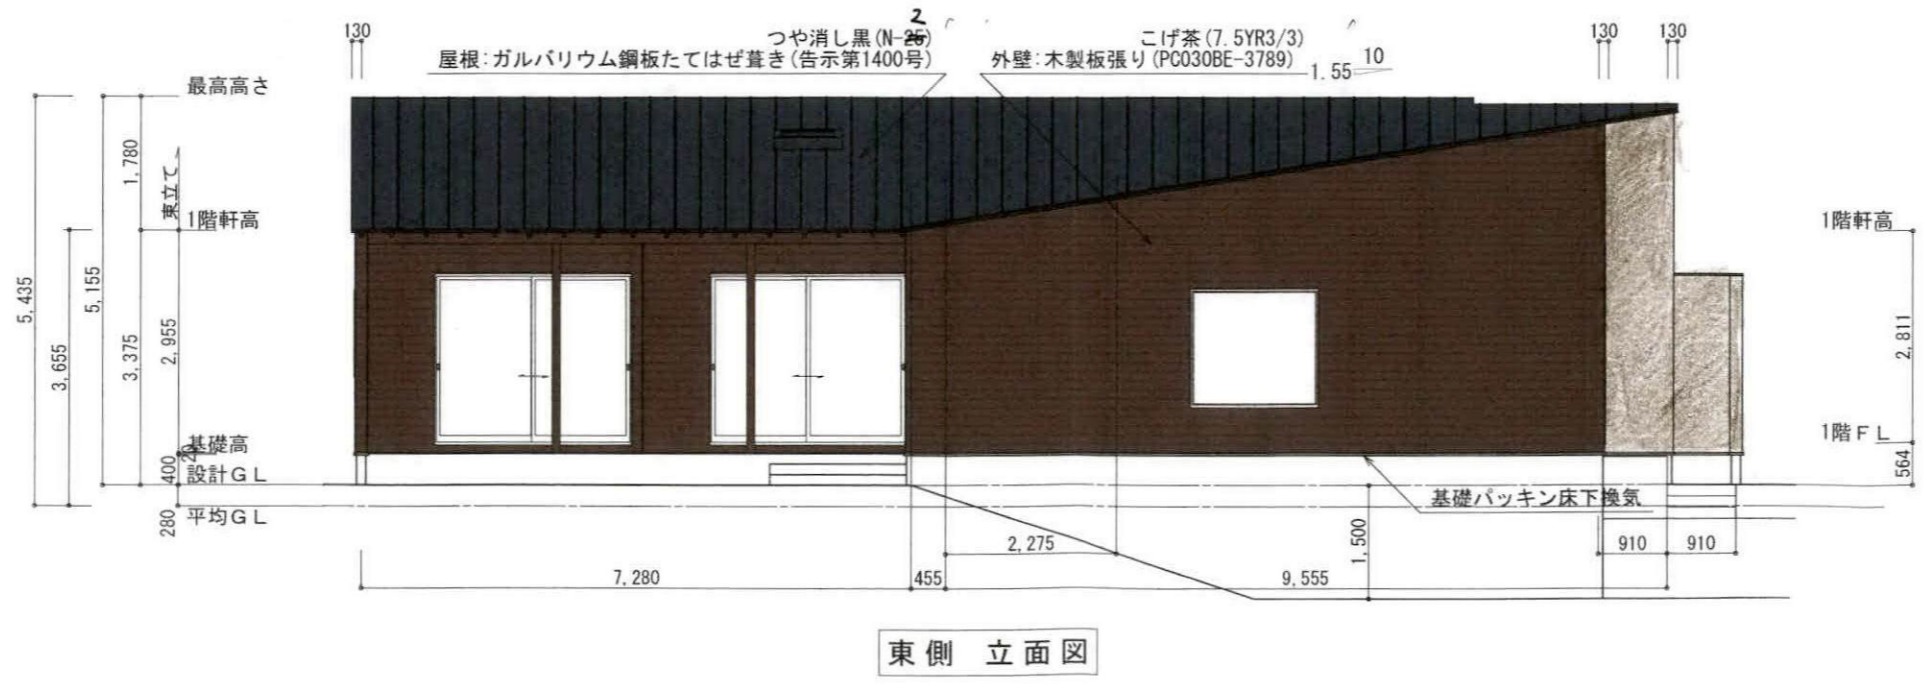 2
130
つや消し黒(N-25)
こげ茶(7.5YR3/3)
130
130
屋根:ガルバリウム鋼板たてはぜ葺き(告示第1400号)
外壁:木製板張り(PC030BE-3789)
10
1.55
最高高さ
1,780
束立て
1階軒高
1階軒高
5,435
5,155
3,655
3,375
2,955
2,811
基礎高
20
1階FL
400
設計GL
564
基礎パッキン床下換気
280
平均GL
2,275
1,500
910
910
7,280
455
9,555
東側 立面図